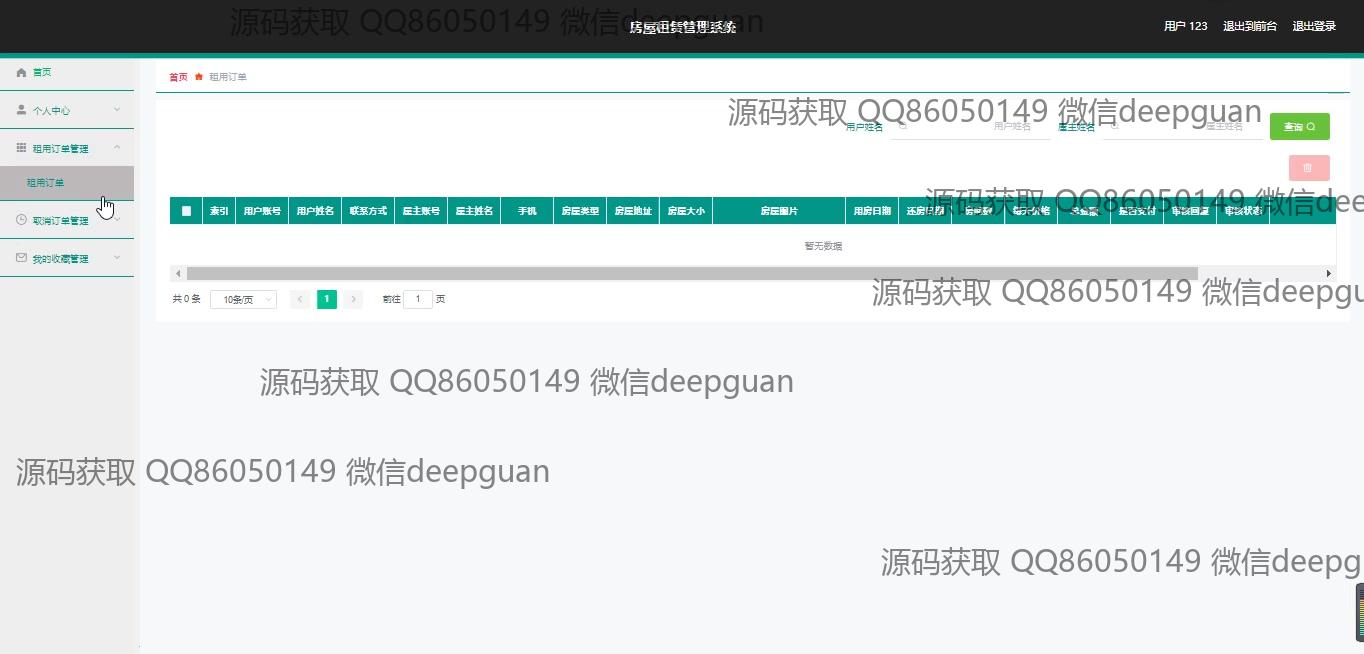 源码获取 QQ86050149 微信deepguan
房屋租赁管理系统
用户 123 退出到前台 退出登录
首页
个人中心
租用订单管理
租用订单
取消订单管理
我的收藏管理
首页 租用订单
源码获取 QQ86050149 微信deepguan
用户姓名 用户姓名 屋主姓名 屋主姓名 查询
源码获取 QQ86050149 微信dee
索引 用户账号 用户姓名 联系方式 屋主账号 屋主姓名 手机 房屋类型 房屋地址 房屋大小 房屋图片 用房日期 还房日期 每天价格 总金额 是否支付 审核回复 审核状态
暂无数据
源码获取 QQ86050149 微信deepgu
共 0 条 10条/页 1 前往 1 页
源码获取 QQ86050149 微信deepguan
源码获取 QQ86050149 微信deepguan
源码获取 QQ86050149 微信deepg